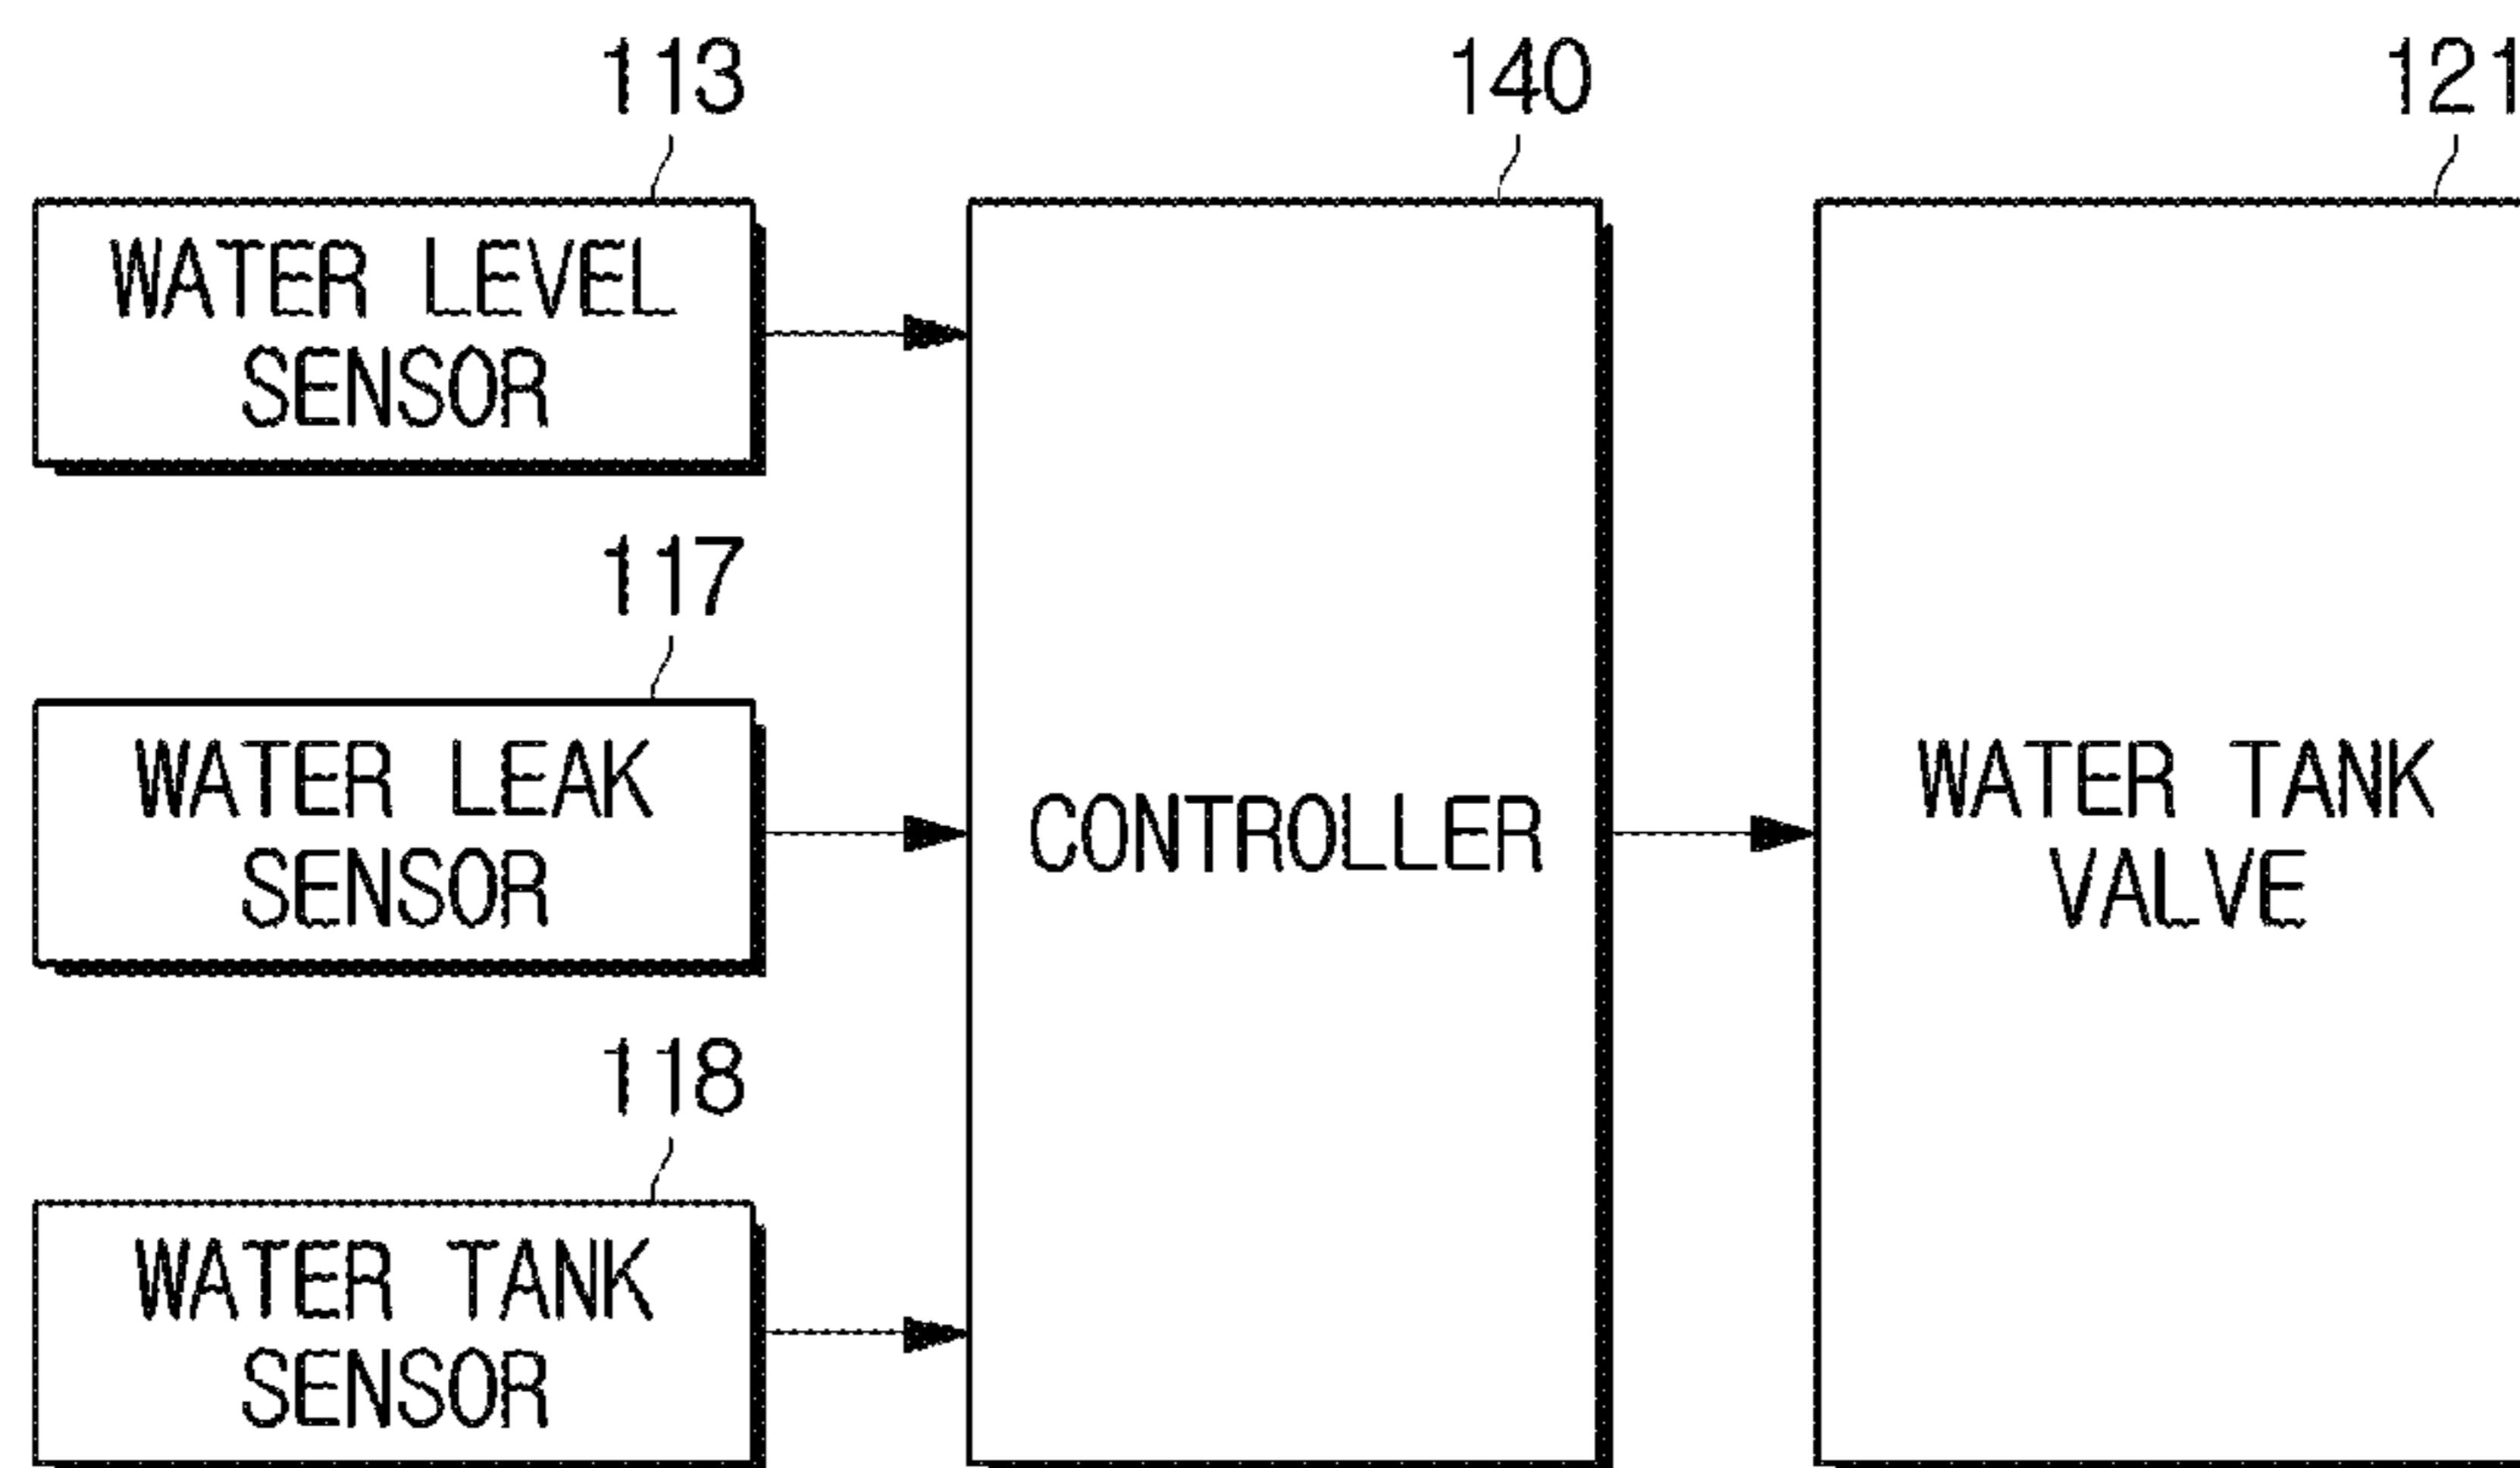 113
WATER LEVEL
SENSOR
117
WATER LEAK
SENSOR
118
WATER TANK
SENSOR
140
CONTROLLER
121
WATER TANK
VALVE